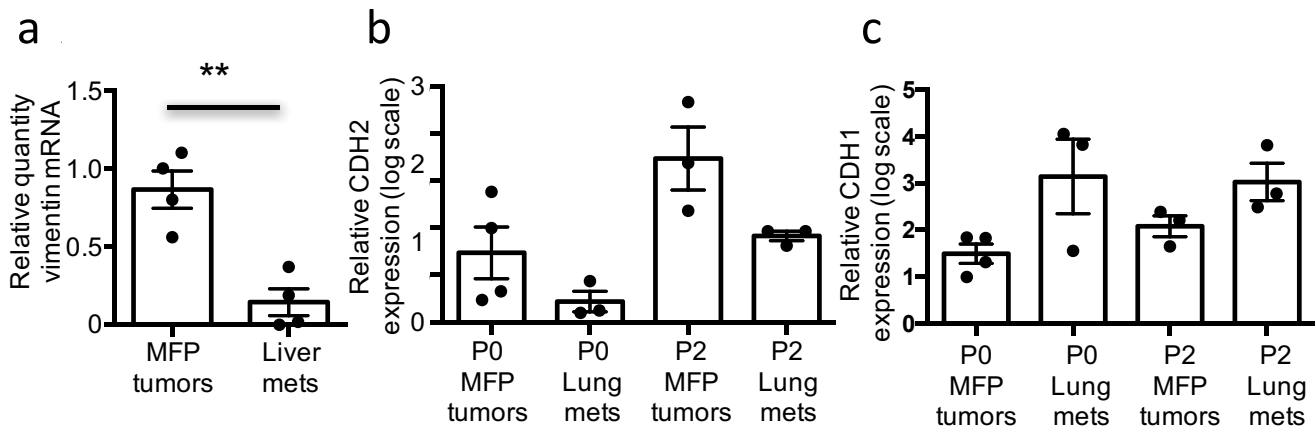 a
b
c
**
Relative quantity
vimentin mRNA
1.5
1.0
0.5
0
MFP
tumors
Liver
mets
Relative CDH2
expression (log scale)
3
2
1
0
P0
MFP
tumors
P0
Lung
mets
P2
MFP
tumors
P2
Lung
mets
Relative CDH1
expression (log scale)
5
4
3
2
1
0
P0
MFP
tumors
P0
Lung
mets
P2
MFP
tumors
P2
Lung
mets